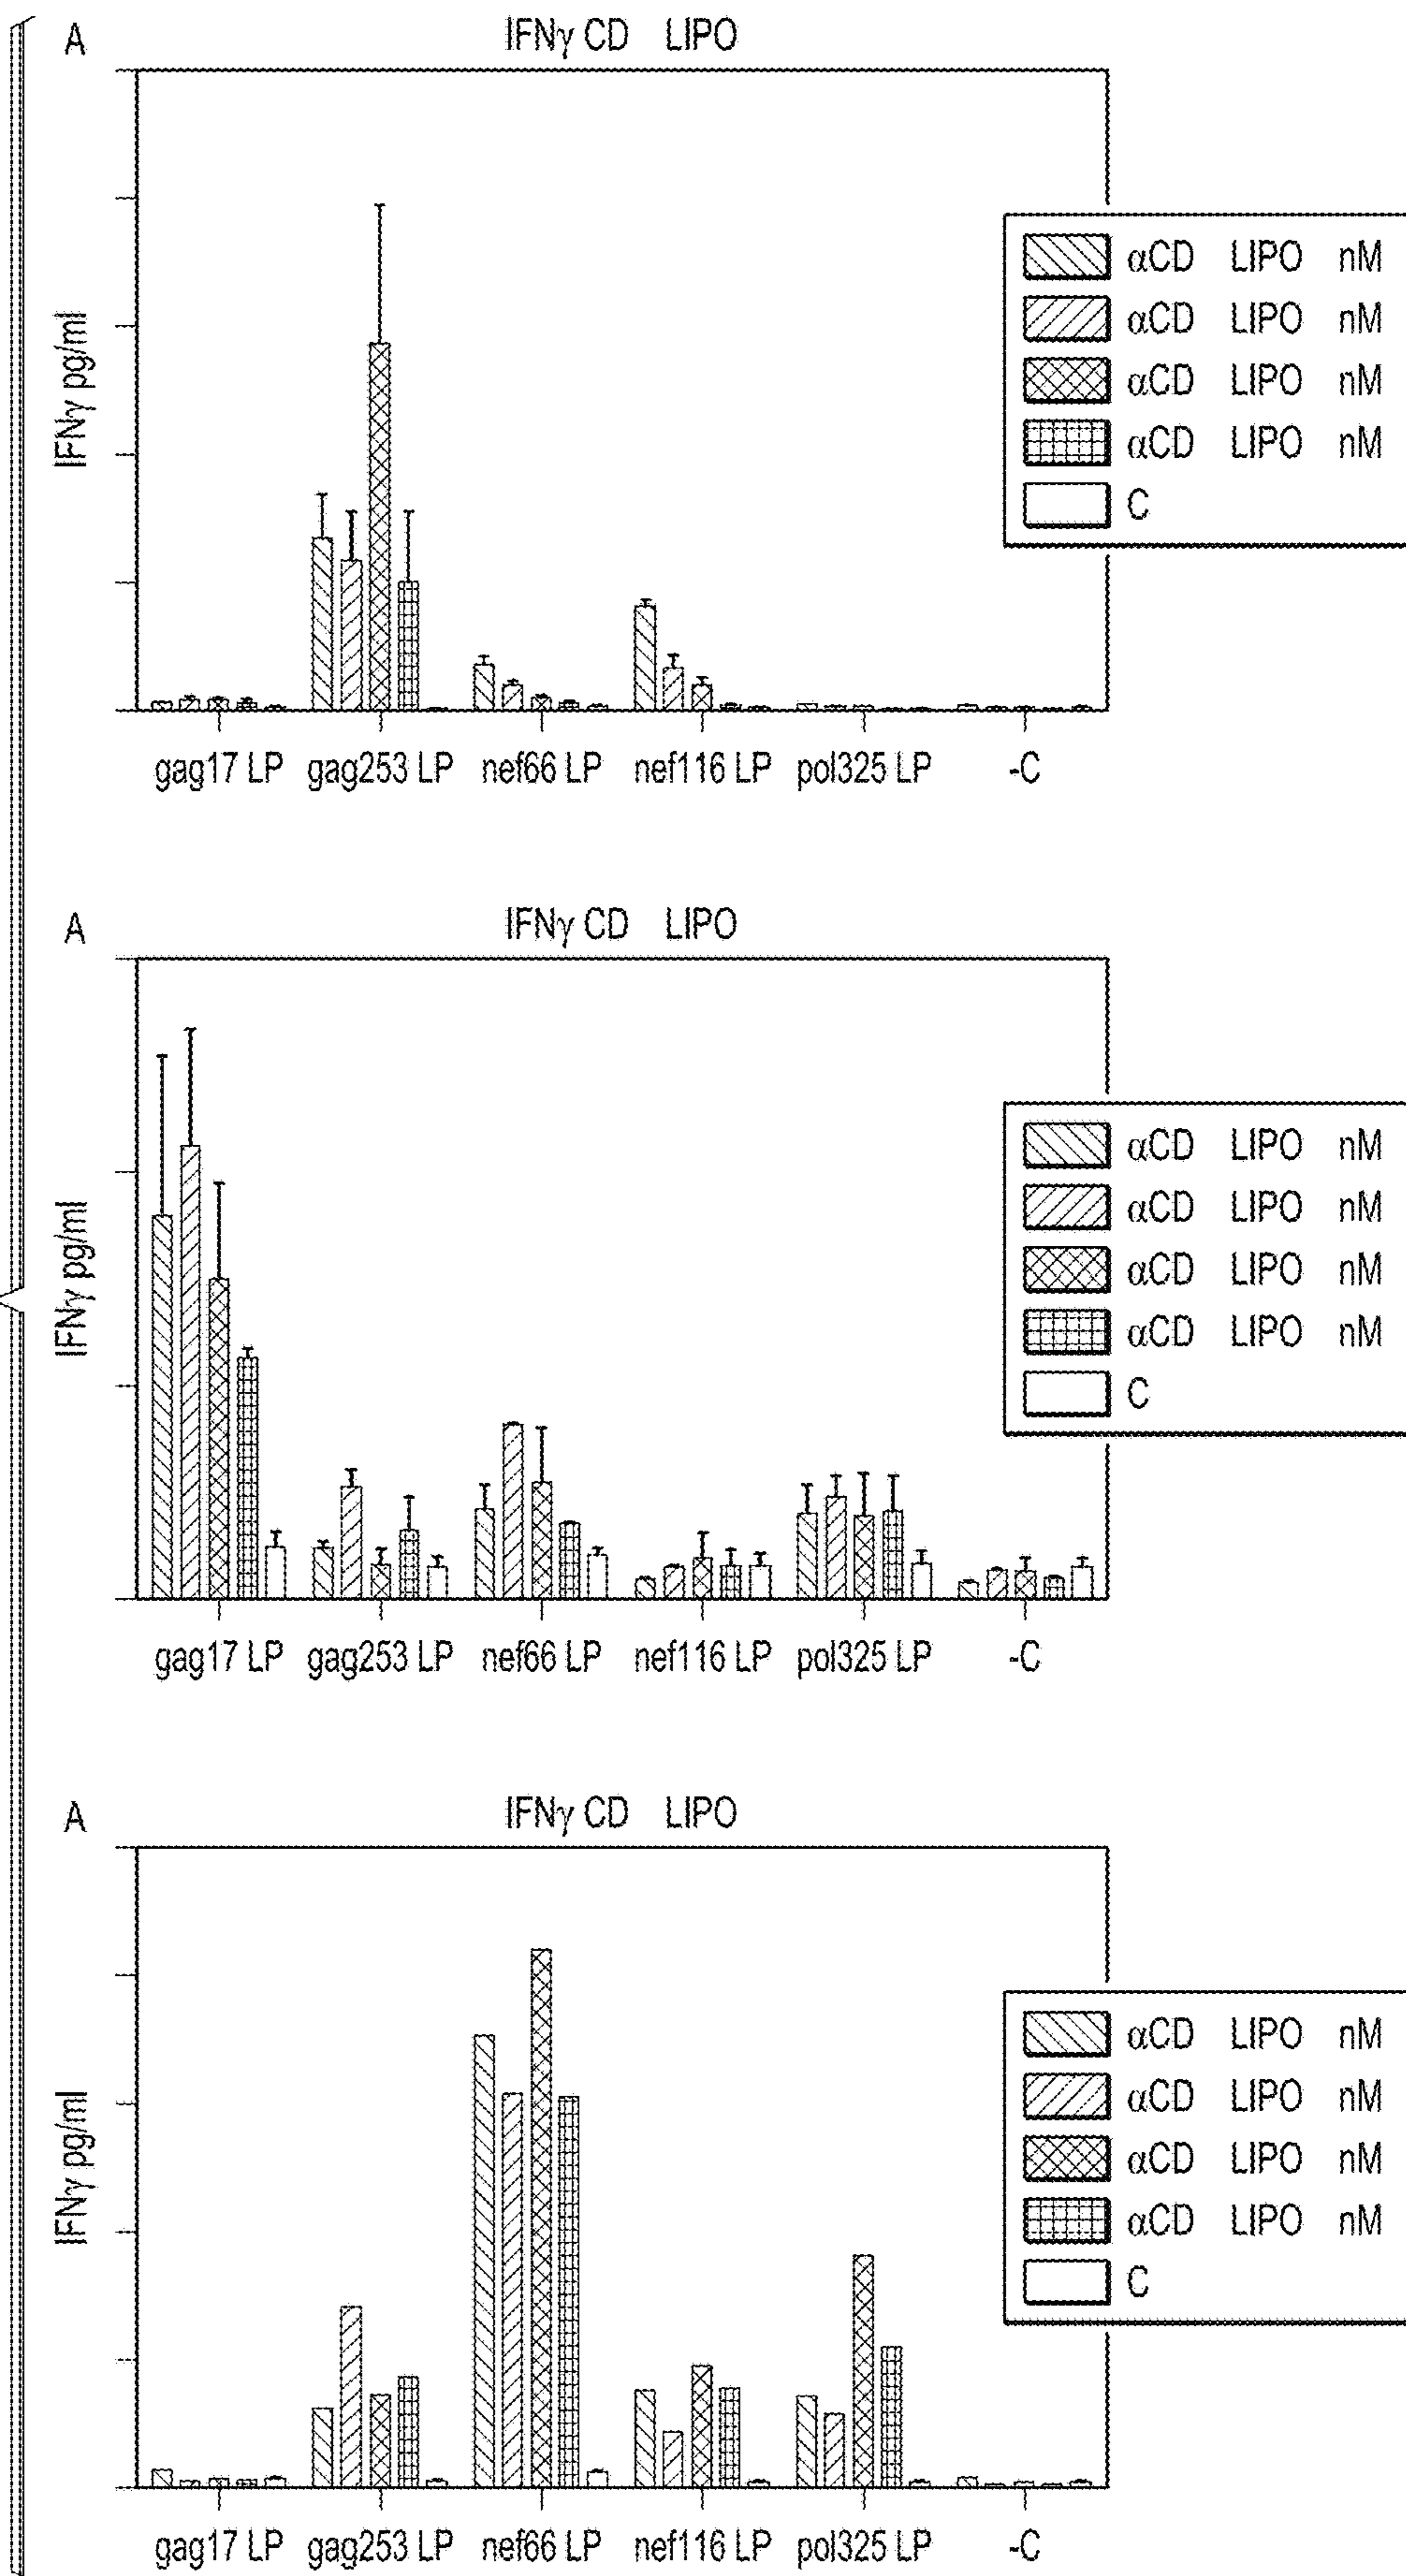 A
IFNγ CD LIPO
IFNγ pg/ml
αCD LIPO nM
αCD LIPO nM
αCD LIPO nM
αCD LIPO nM
C
gag17 LP gag253 LP nef66 LP nef116 LP pol325 LP -C
A
IFNγ CD LIPO
IFNγ pg/ml
αCD LIPO nM
αCD LIPO nM
αCD LIPO nM
αCD LIPO nM
C
gag17 LP gag253 LP nef66 LP nef116 LP pol325 LP -C
A
IFNγ CD LIPO
IFNγ pg/ml
αCD LIPO nM
αCD LIPO nM
αCD LIPO nM
αCD LIPO nM
C
gag17 LP gag253 LP nef66 LP nef116 LP pol325 LP -C